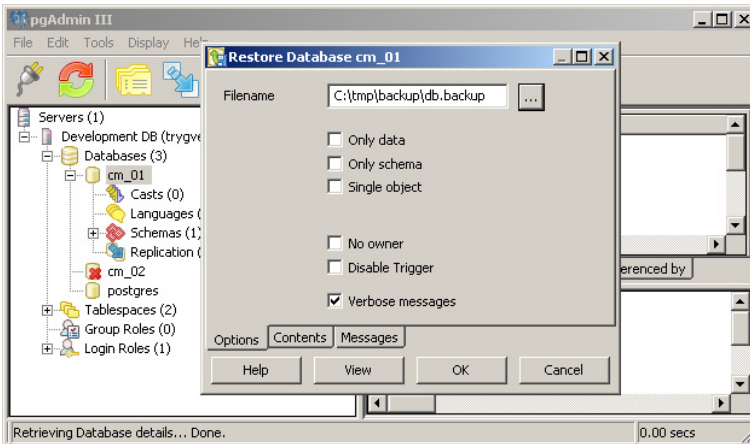 pgAdmin III
File Edit Tools Display
Restore Database cm_01
Filename
C:\tmp\backup\db.backup
...
Only data
Only schema
Single object
No owner
Disable Trigger
Verbose messages
Options
Contents
Messages
Help
View
OK
Cancel
Servers (1)
Development DB (trygve
Databases (3)
cm_01
Casts (0)
Languages (
Schemas (1)
Replication (
cm_02
postgres
Tablespaces (2)
Group Roles (0)
Login Roles (1)
erenced by
Retrieving Database details... Done.
0.00 secs